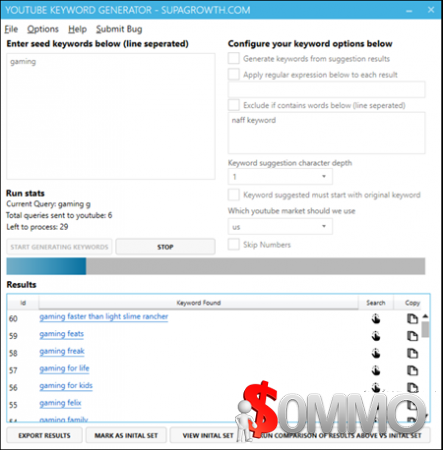 YOUTUBE KEYWORD GENERATOR - SUPAGROWTH.COM
File Options Help Submit Bug
Enter seed keywords below (line seperated)
gaming
Configure your keyword options below
Generate keywords from suggestion results
Apply regular expression below to each result
Exclude if contains words below (line seperated)
naff keyword
Keyword suggestion character depth
1
Keyword suggested must start with original keyword
Which youtube market should we use
us
Skip Numbers
Run stats
Current Query: gaming g
Total queries sent to youtube: 6
Left to process: 29
START GENERATING KEYWORDS STOP
Results
Id Keyword Found Search Copy
60 gaming faster than light slime rancher
59 gaming feats
58 gaming freak
57 gaming for life
56 gaming for kids
55 gaming felix
54 gaming family
$OMMO
EXPORT RESULTS MARK AS INITAL SET VIEW INITAL SET RUN COMPARISON OF RESULTS ABOVE VS INITAL SET